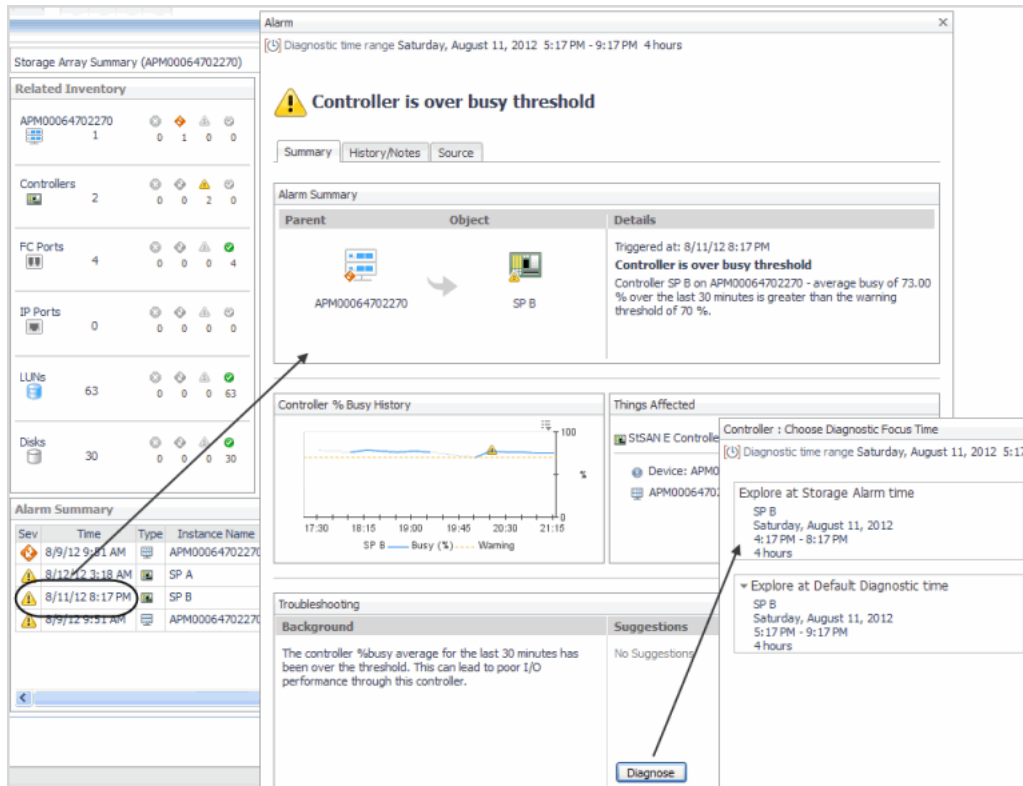 Storage Array Summary (APM00064702270)
Related Inventory
APM00064702270
1
0 1 0 0
Controllers
2
0 0 2 0
FC Ports
4
0 0 0 4
IP Ports
0
0 0 0 0
LUNs
63
0 0 0 63
Disks
30
0 0 0 30
Alarm Summary
Sev Time Type Instance Name
8/9/12 9:51 AM APM00064702270
8/12/12 3:18 AM SP A
8/11/12 8:17 PM SP B
8/9/12 9:51 AM APM00064702270
Alarm
Diagnostic time range Saturday, August 11, 2012 5:17 PM - 9:17 PM 4 hours
Controller is over busy threshold
Summary History/Notes Source
Alarm Summary
Parent Object Details
APM00064702270
SP B
Triggered at: 8/11/12 8:17 PM
Controller is over busy threshold
Controller SP B on APM00064702270 - average busy of 73.00
% over the last 30 minutes is greater than the warning
threshold of 70 %.
Controller % Busy History
100
%
0
17:30 18:15 19:00 19:45 20:30 21:15
SP B Busy (%) Warning
Things Affected
StSAN E Controlle
Device: APM0
APM0006470
Troubleshooting
Background
The controller %busy average for the last 30 minutes has
been over the threshold. This can lead to poor I/O
performance through this controller.
Suggestions
No Suggestions
Diagnose
Controller : Choose Diagnostic Focus Time
Diagnostic time range Saturday, August 11, 2012 5:17
Explore at Storage Alarm time
SP B
Saturday, August 11, 2012
4:17 PM - 8:17 PM
4 hours
Explore at Default Diagnostic time
SP B
Saturday, August 11, 2012
5:17 PM - 9:17 PM
4 hours